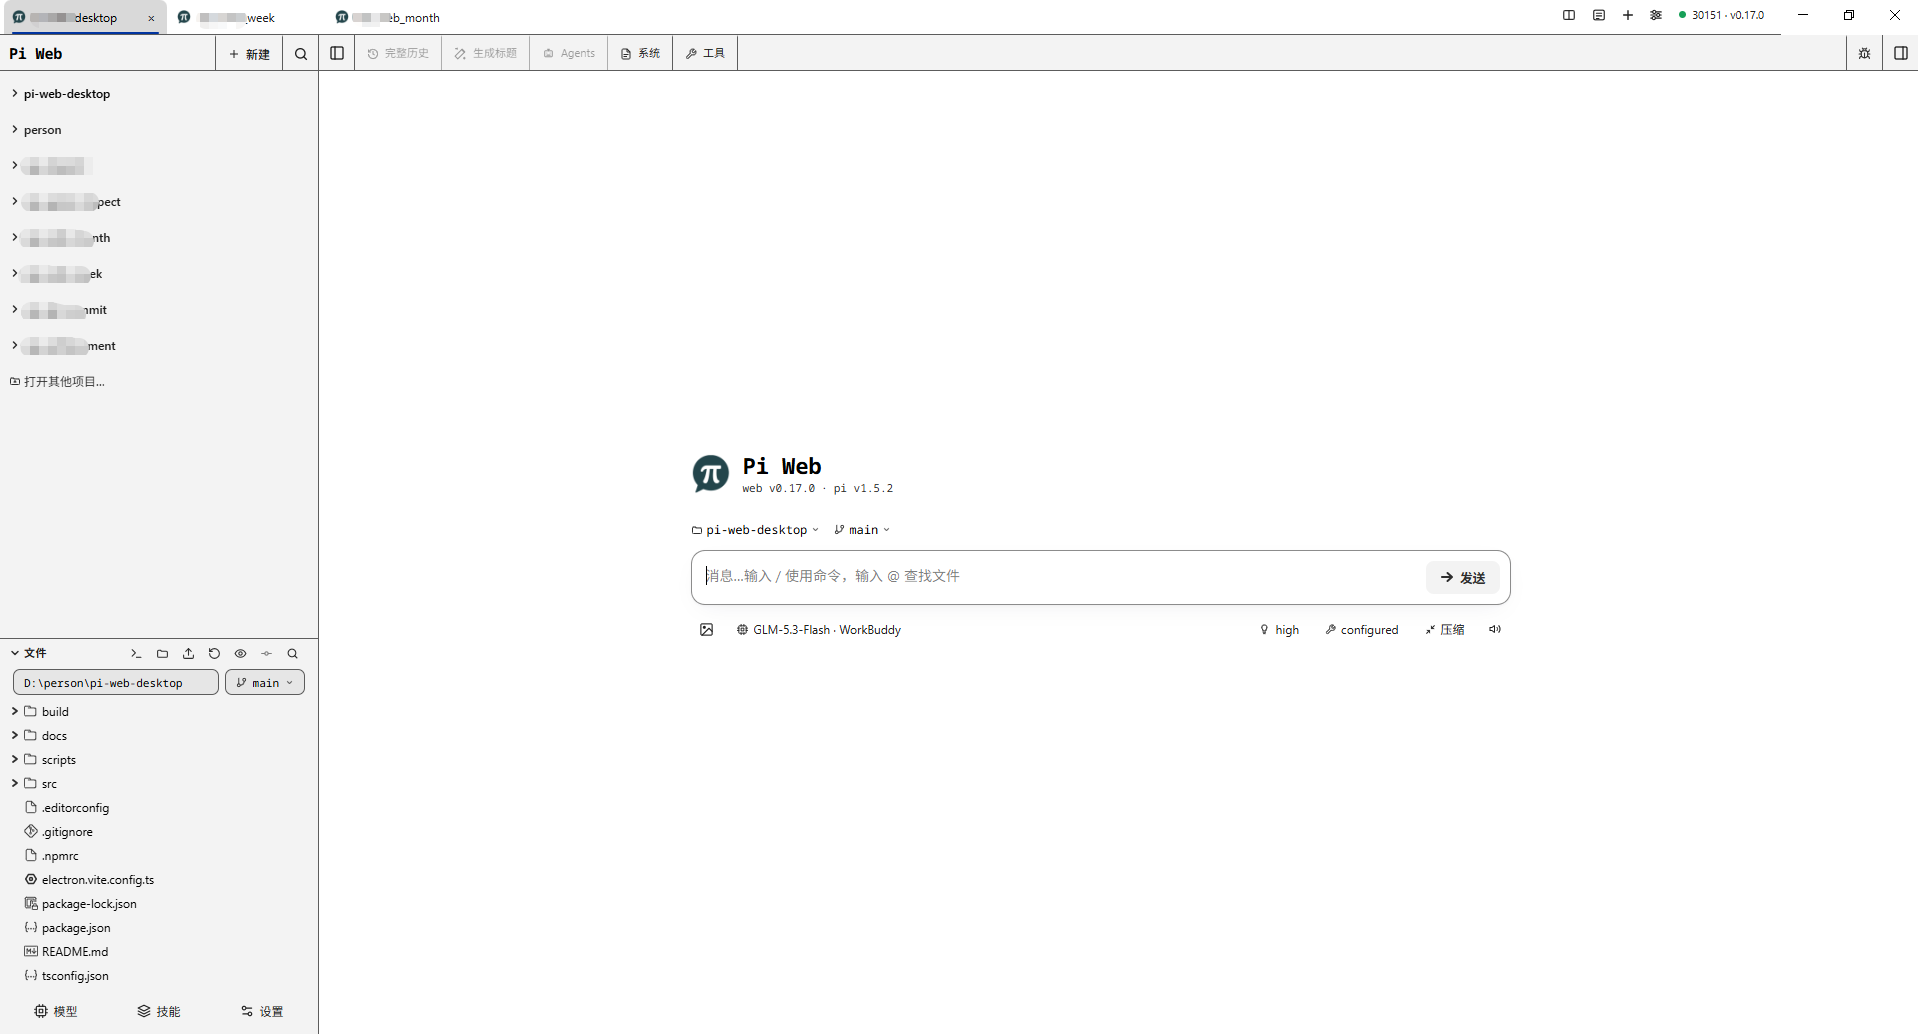 desktop ×
_week
eb_month
30151 · v0.17.0
Pi Web
+ 新建
完整历史
生成标题
Agents
系统
工具
pi-web-desktop
person
pect
nth
ek
mmit
ment
打开其他项目...
Pi Web
web v0.17.0 · pi v1.5.2
pi-web-desktop
main
消息...输入 / 使用命令，输入 @ 查找文件
→ 发送
GLM-5.3-Flash · WorkBuddy
high
configured
压缩
文件
D:\person\pi-web-desktop
main
build
docs
scripts
src
.editorconfig
.gitignore
.npmrc
electron.vite.config.ts
package-lock.json
package.json
README.md
tsconfig.json
模型
技能
设置